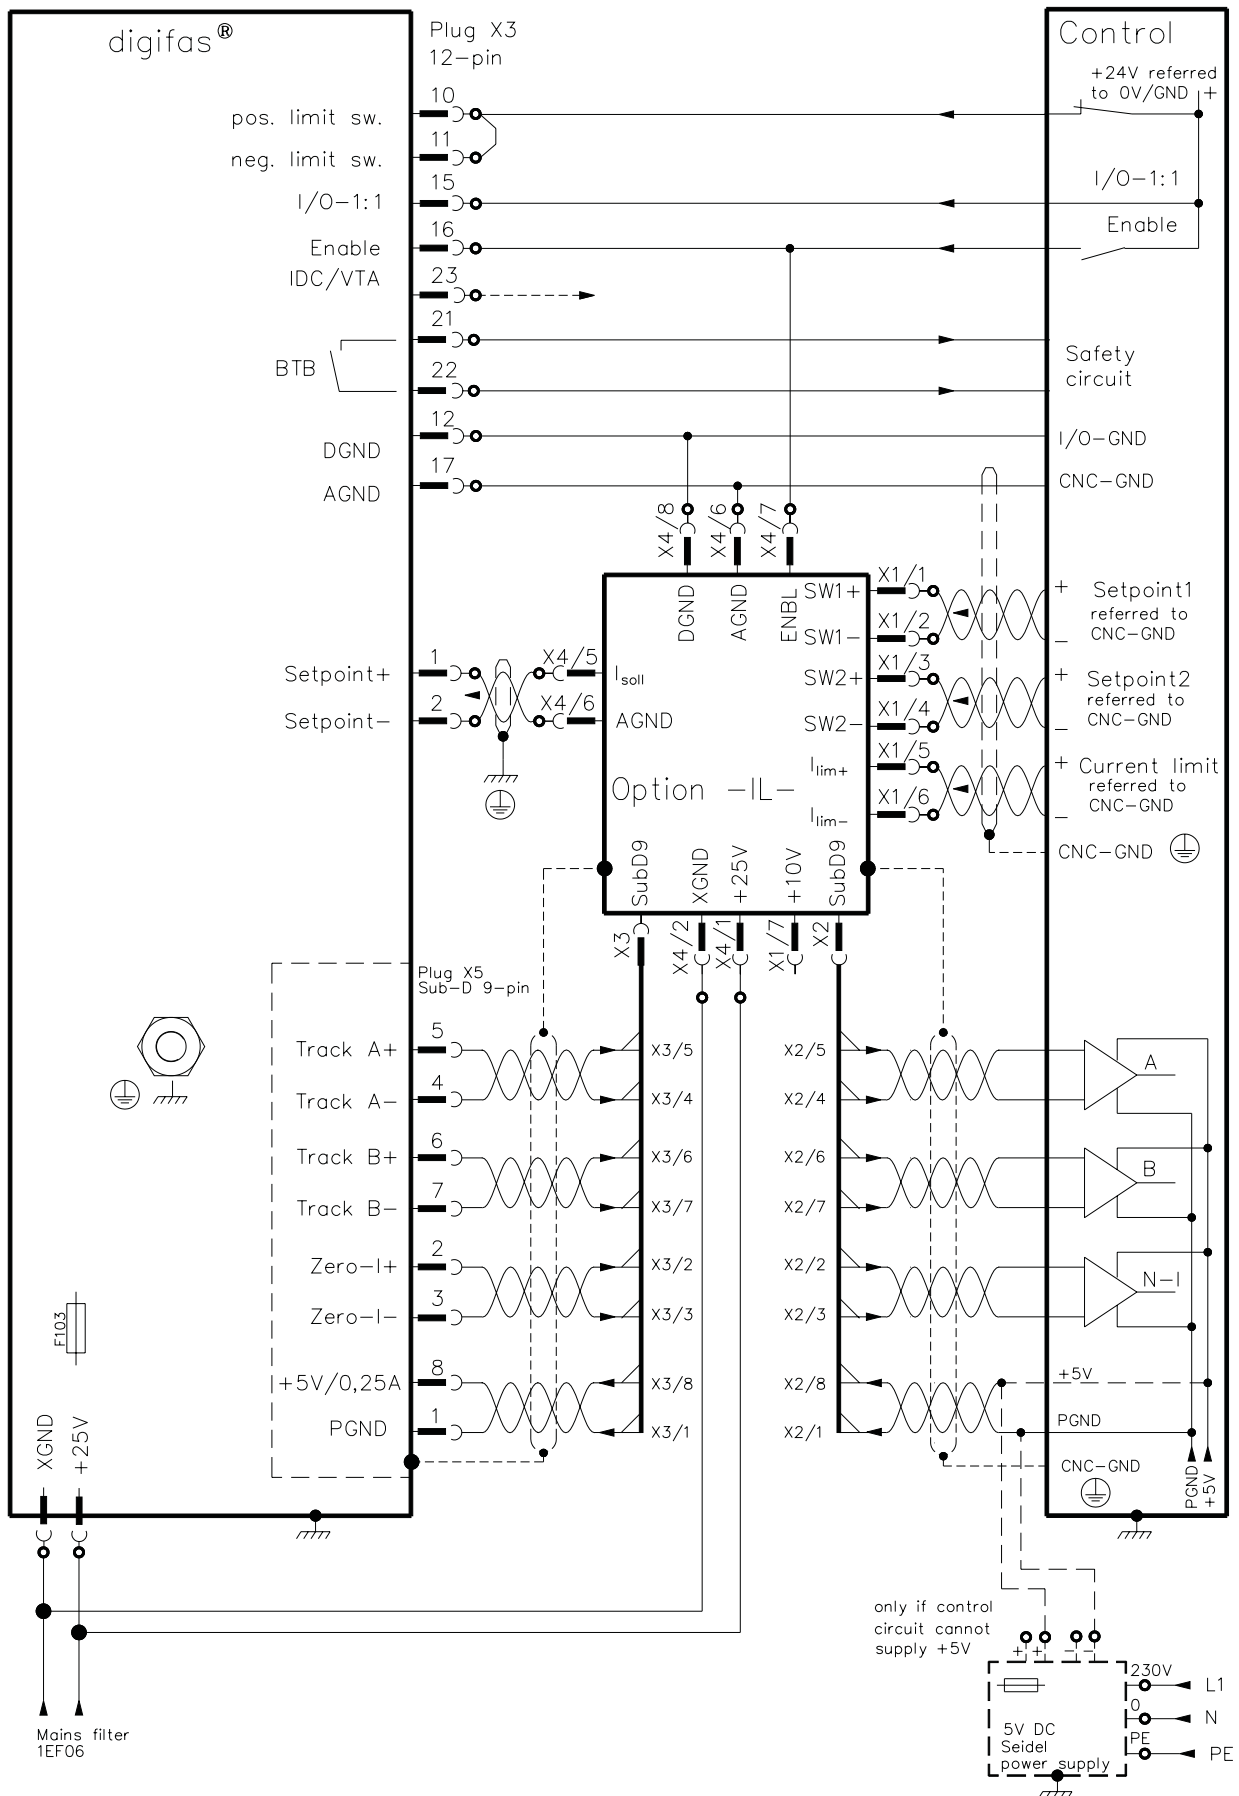 digifas®
Plug X3
12-pin
Control
+24V referred
to 0V/GND
+
pos. limit sw.
10
neg. limit sw.
11
I/O-1:1
15
I/O-1:1
Enable
16
Enable
IDC/VTA
23
21
BTB
22
Safety
circuit
DGND
12
I/O-GND
AGND
17
CNC-GND
X4/8
X4/6
X4/7
DGND
AGND
ENBL
SW1+
X1/1
+
Setpoint1
referred to
CNC-GND
SW1-
X1/2
-
Setpoint+
1
X4/5
Isoll
SW2+
X1/3
+
Setpoint2
referred to
CNC-GND
Setpoint-
2
X4/6
AGND
SW2-
X1/4
-
Ilim+
X1/5
+
Current limit
referred to
CNC-GND
Option -IL-
Ilim-
X1/6
-
CNC-GND
SubD9
XGND
+25V
+10V
SubD9
X3
X4/2
X4/1
X1/7
X2
Plug X5
Sub-D 9-pin
Track A+
5
X3/5
X2/5
A
Track A-
4
X3/4
X2/4
Track B+
6
X3/6
X2/6
B
Track B-
7
X3/7
X2/7
Zero-I+
2
X3/2
X2/2
N-I
Zero-I-
3
X3/3
X2/3
F103
+5V/0,25A
8
X3/8
X2/8
+5V
PGND
1
X3/1
X2/1
PGND
XGND
+25V
CNC-GND
PGND
+5V
only if control
circuit cannot
supply +5V
+
+
-
-
230V
L1
0
N
PE
PE
5V DC
Seidel
power supply
Mains filter
1EF06